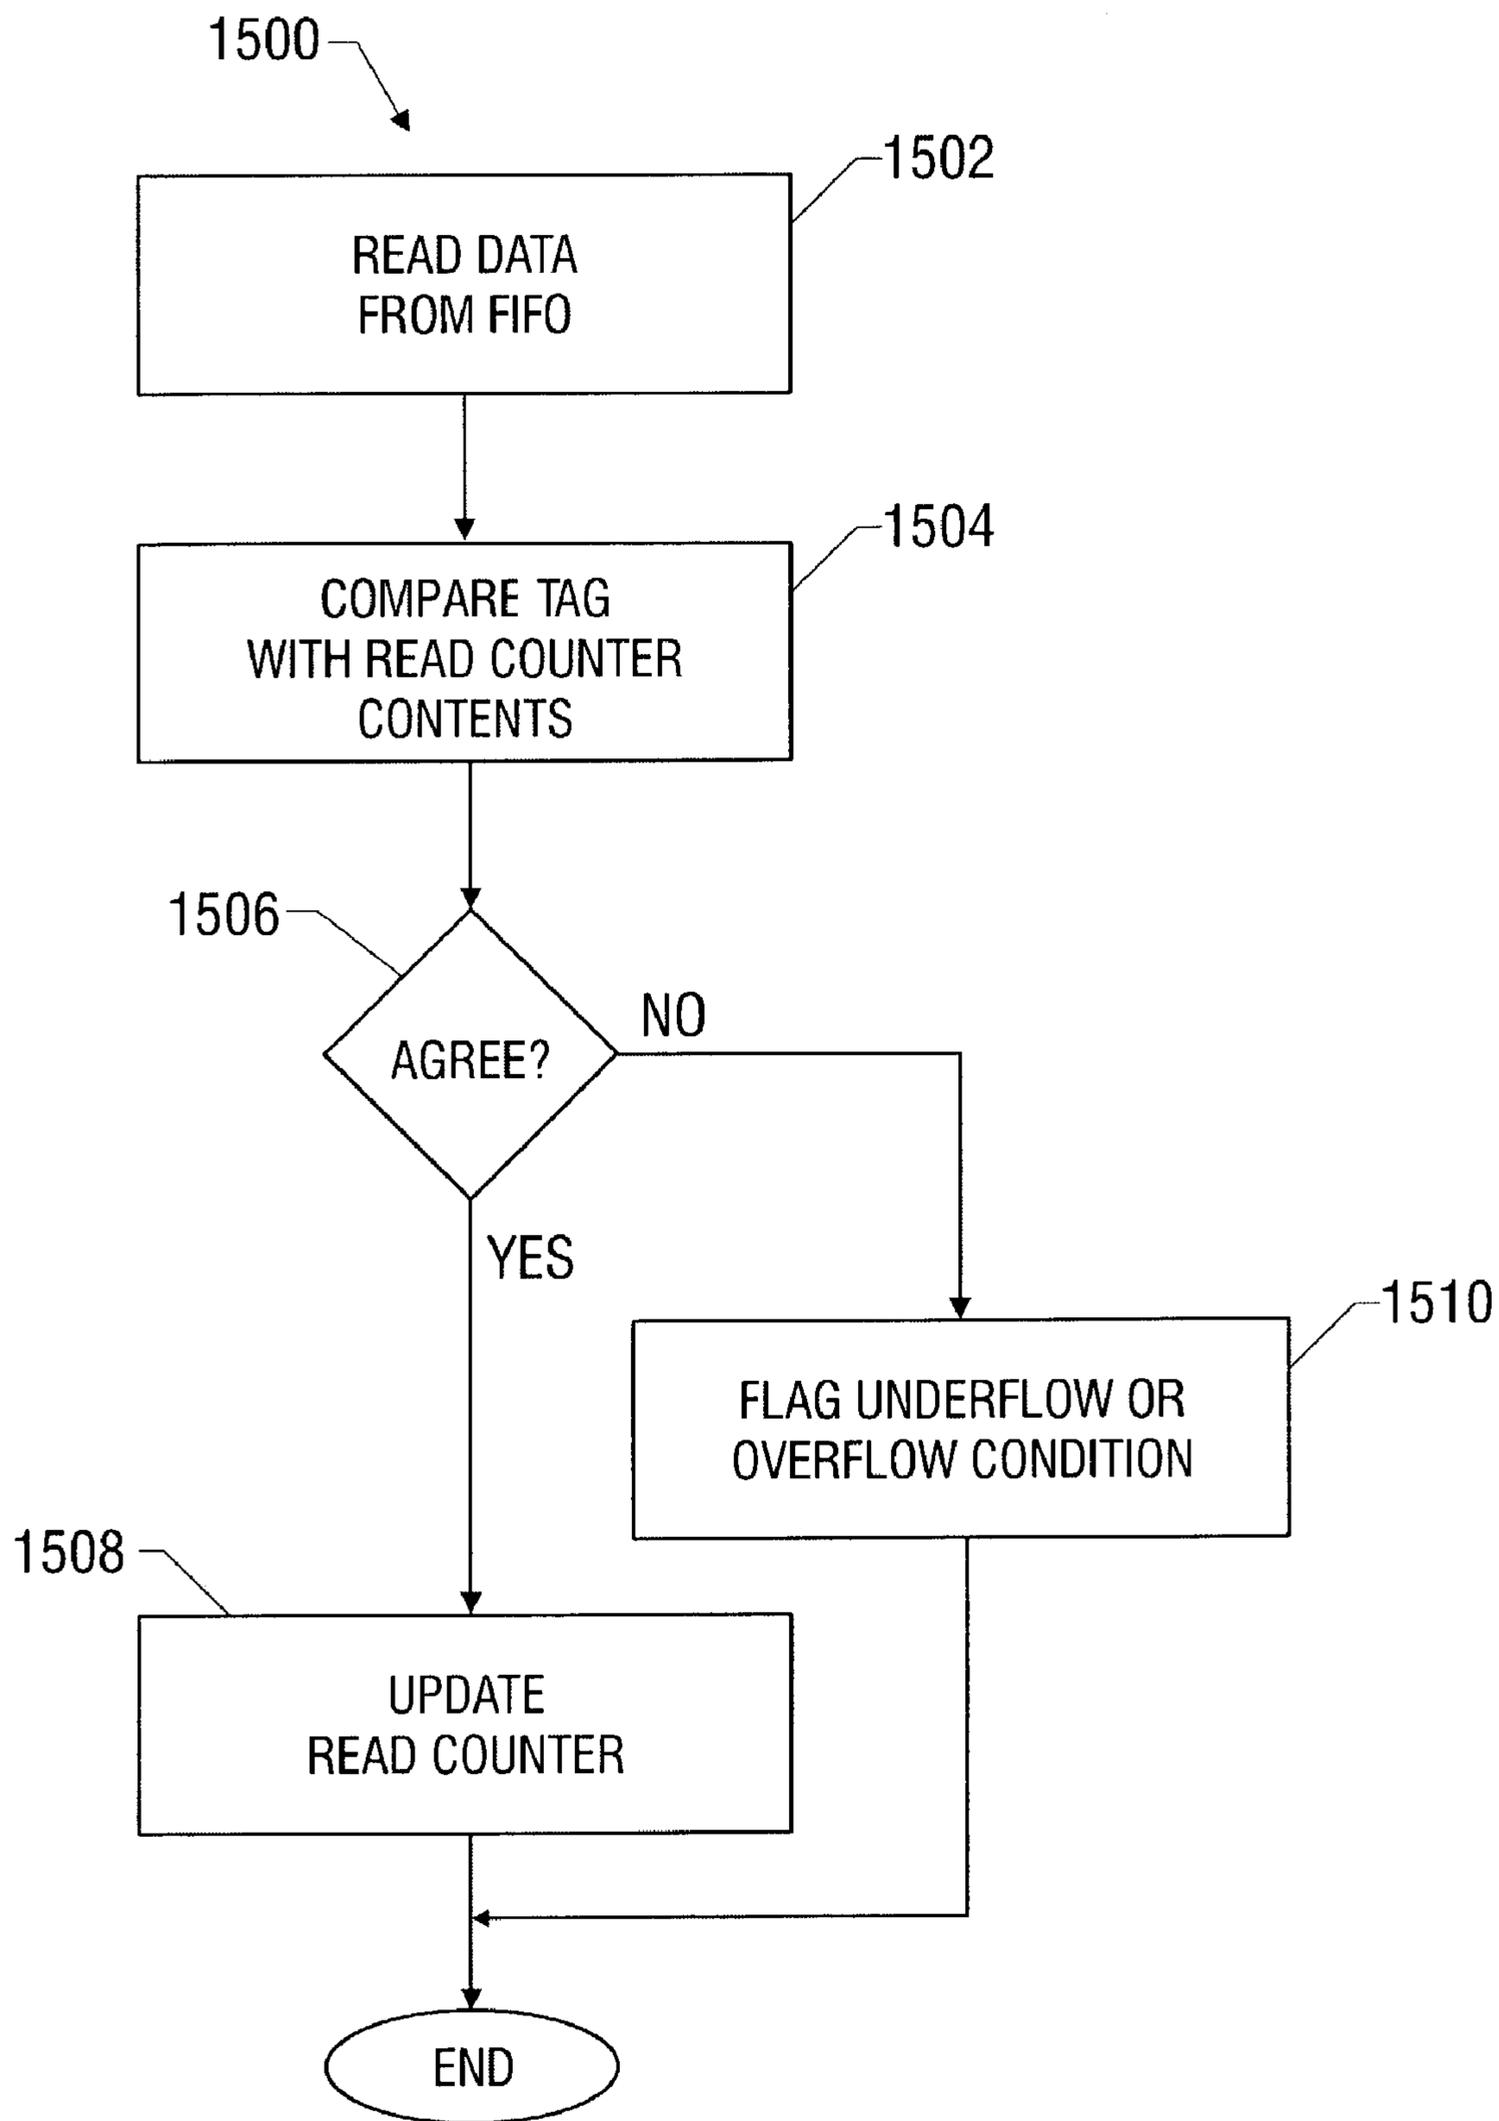 1500
1502
READ DATA
FROM FIFO
1504
COMPARE TAG
WITH READ COUNTER
CONTENTS
1506
AGREE?
NO
YES
1510
FLAG UNDERFLOW OR
OVERFLOW CONDITION
1508
UPDATE
READ COUNTER
END